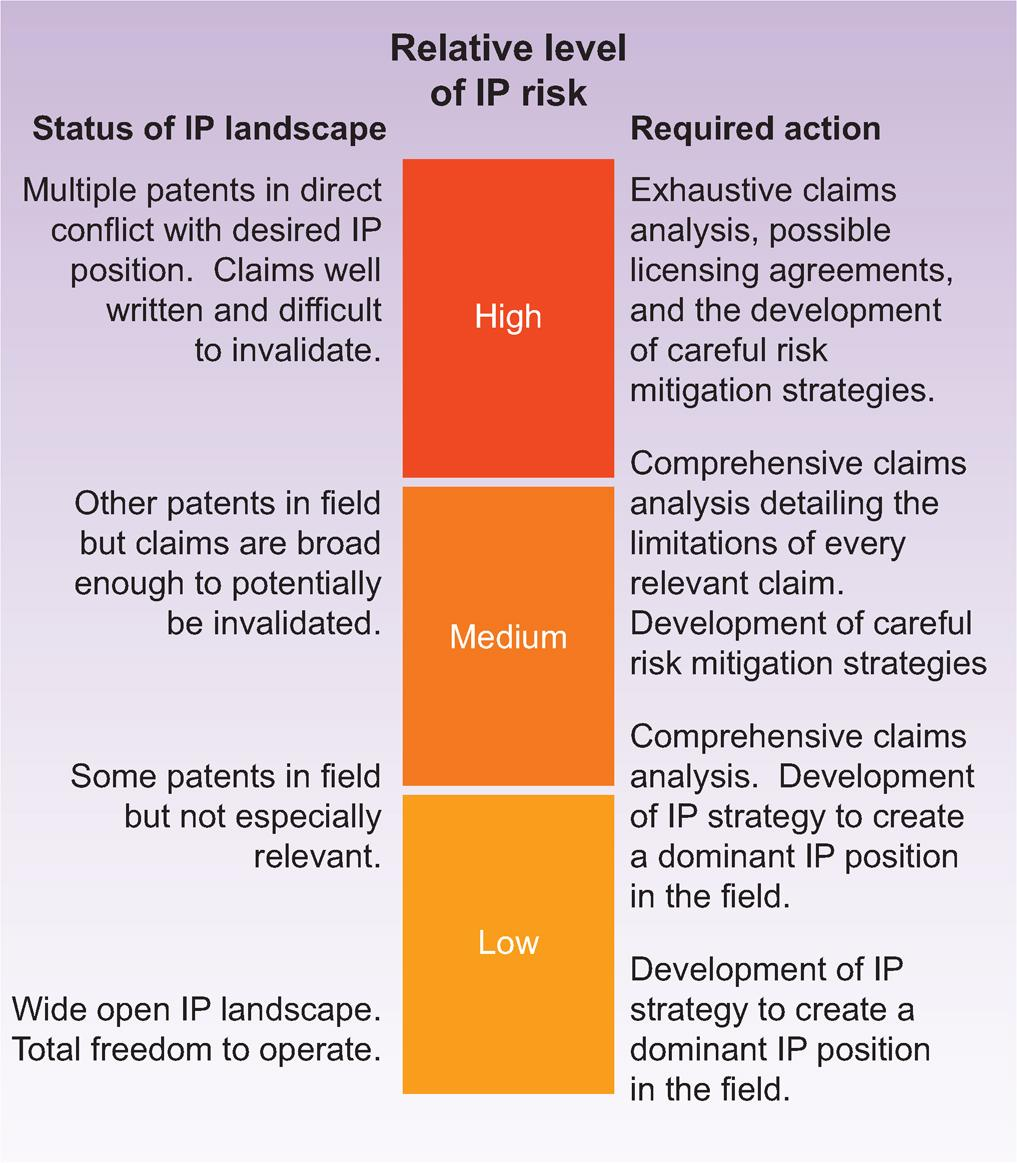 Relative level
of IP risk
Status of IP landscape
Required action
Multiple patents in direct
conflict with desired IP
position.  Claims well
written and difficult
to invalidate.
High
Exhaustive claims
analysis, possible
licensing agreements,
and the development
of careful risk
mitigation strategies.
Other patents in field
but claims are broad
enough to potentially
be invalidated.
Medium
Comprehensive claims
analysis detailing the
limitations of every
relevant claim.
Development of careful
risk mitigation strategies
Some patents in field
but not especially
relevant.
Comprehensive claims
analysis.  Development
of IP strategy to create
a dominant IP position
in the field.
Low
Wide open IP landscape.
Total freedom to operate.
Development of IP
strategy to create a
dominant IP position
in the field.